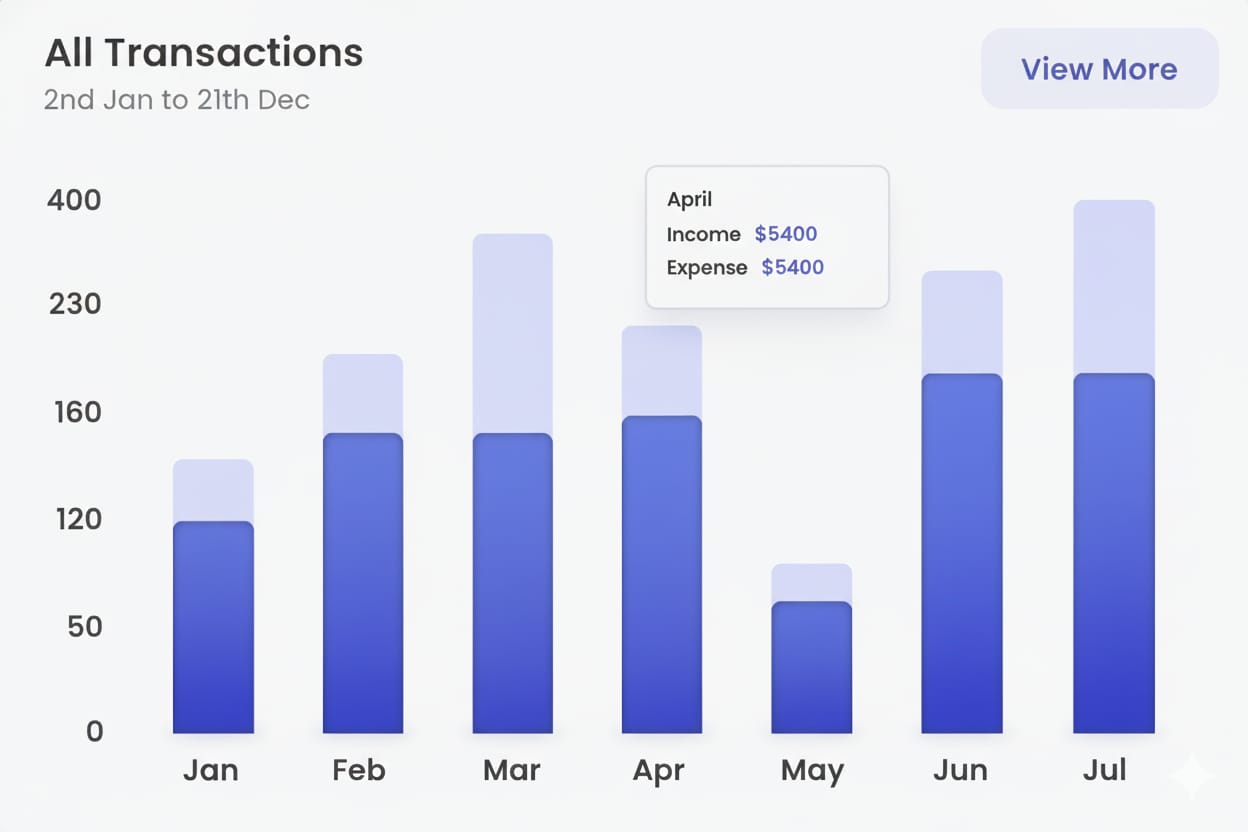 All Transactions
2nd Jan to 21th Dec
View More
April
Income $5400
Expense $5400
400
230
160
120
50
0
Jan
Feb
Mar
Apr
May
Jun
Jul